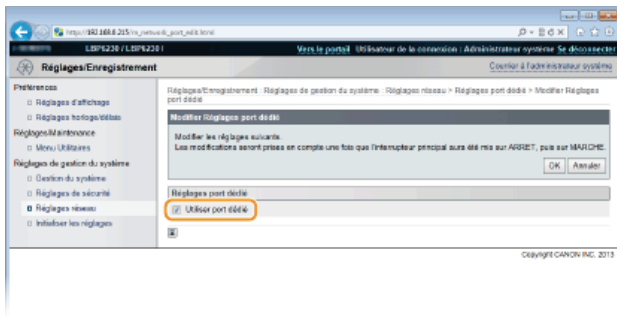 http://192.168.0.215/m_network_port_edit.html
LBP6230 / LBP6230
Vers le portail Utilisateur de la connexion : Administrateur système Se déconnecter
Réglages/Enregistrement
Courrier à l'administrateur système
Préférences
Réglages d'affichage
Réglages horloge/délais
Réglages/Maintenance
Menu Utilitaires
Réglages de gestion du système
Gestion du système
Réglages de sécurité
Réglages réseau
Initialiser les réglages
Réglages/Enregistrement : Réglages de gestion du système : Réglages réseau > Réglages port dédié > Modifier Réglages
port dédié
Modifier Réglages port dédié
Modifier les réglages suivants.
Les modifications seront prises en compte une fois que l'interrupteur principal aura été mis sur ARRET, puis sur MARCHE.
OK Annuler
Réglages port dédié
Utiliser port dédié
Copyright CANON INC. 2013